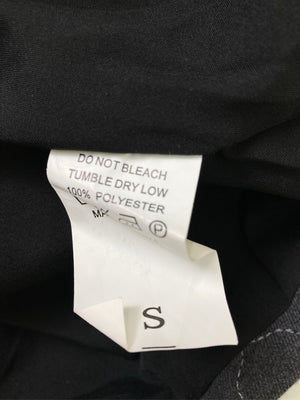 DO NOT BLEACH
TUMBLE DRY LOW
100% POLYESTER
L
P
S